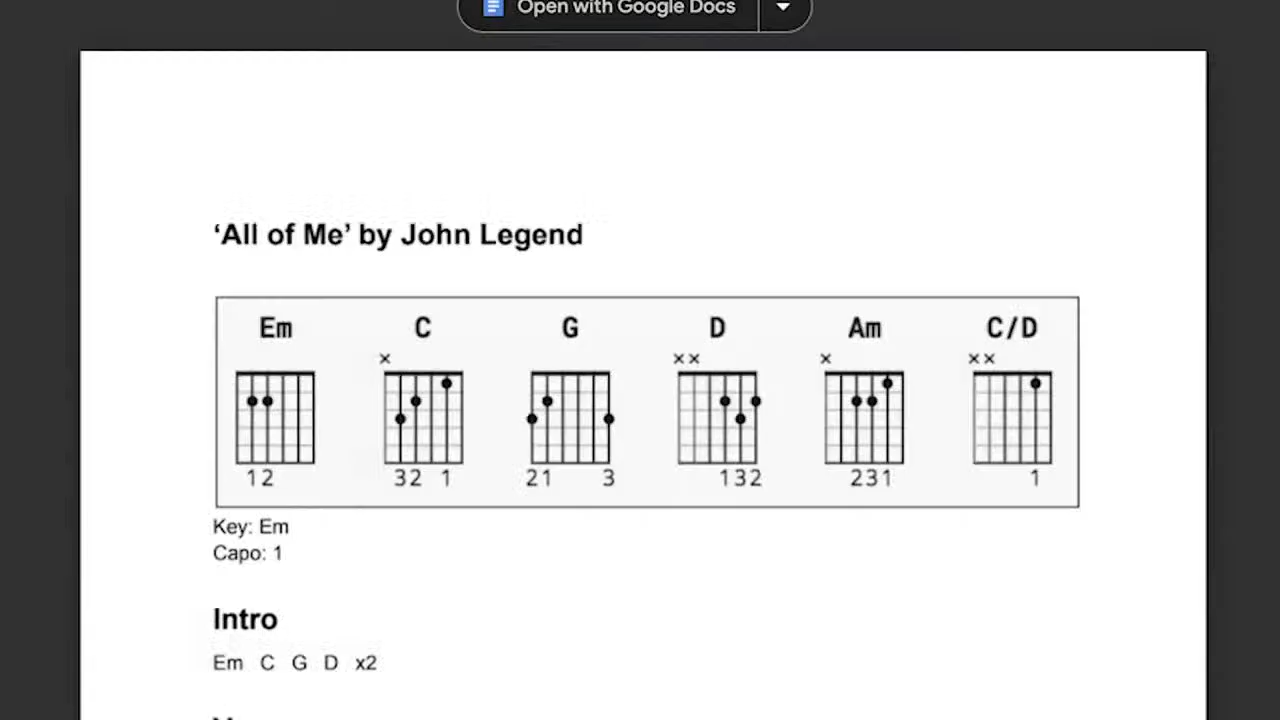 Open with Google Docs
‘All of Me’ by John Legend
Em C G D Am C/D
× ×× × ××
12 32 1 21 3 132 231 1
Key: Em
Capo: 1
Intro
Em C G D x2